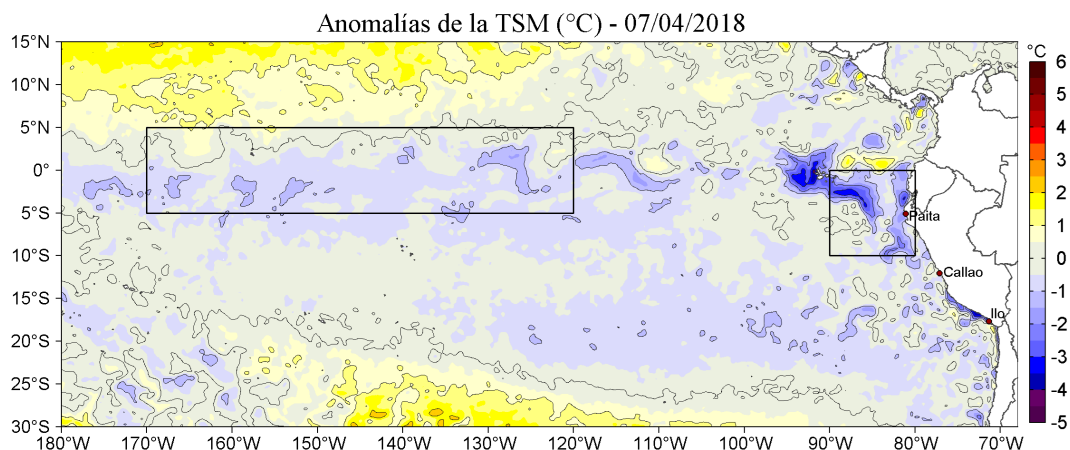 Anomalías de la TSM (°C) - 07/04/2018
15°N
10°N
5°N
0°
5°S
10°S
15°S
20°S
25°S
30°S
180°W
170°W
160°W
150°W
140°W
130°W
120°W
110°W
100°W
90°W
80°W
70°W
Paita
Callao
Ilo
°C
6
5
4
3
2
1
0
-1
-2
-3
-4
-5